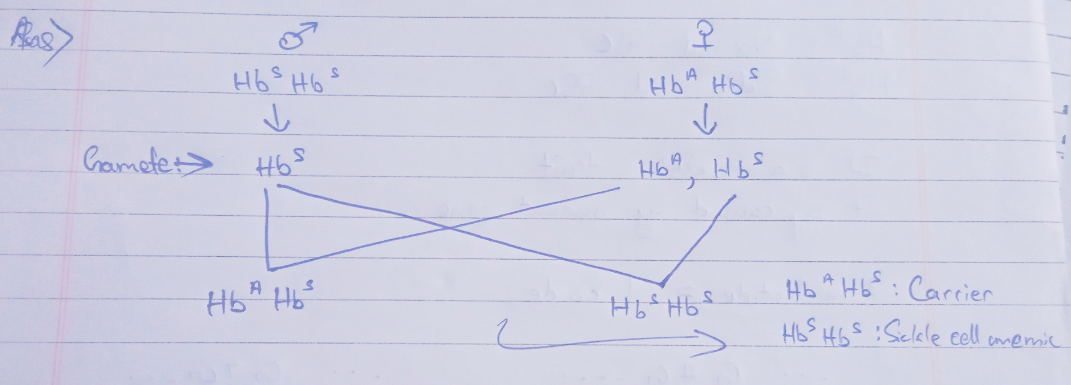 Ans> ♂ ♀
Hb^S Hb^S Hb^A Hb^S
Gamete:→ Hb^S Hb^A, Hb^S
Hb^A Hb^S Hb^S Hb^S Hb^A Hb^S : Carrier
Hb^S Hb^S : Sickle cell anemic